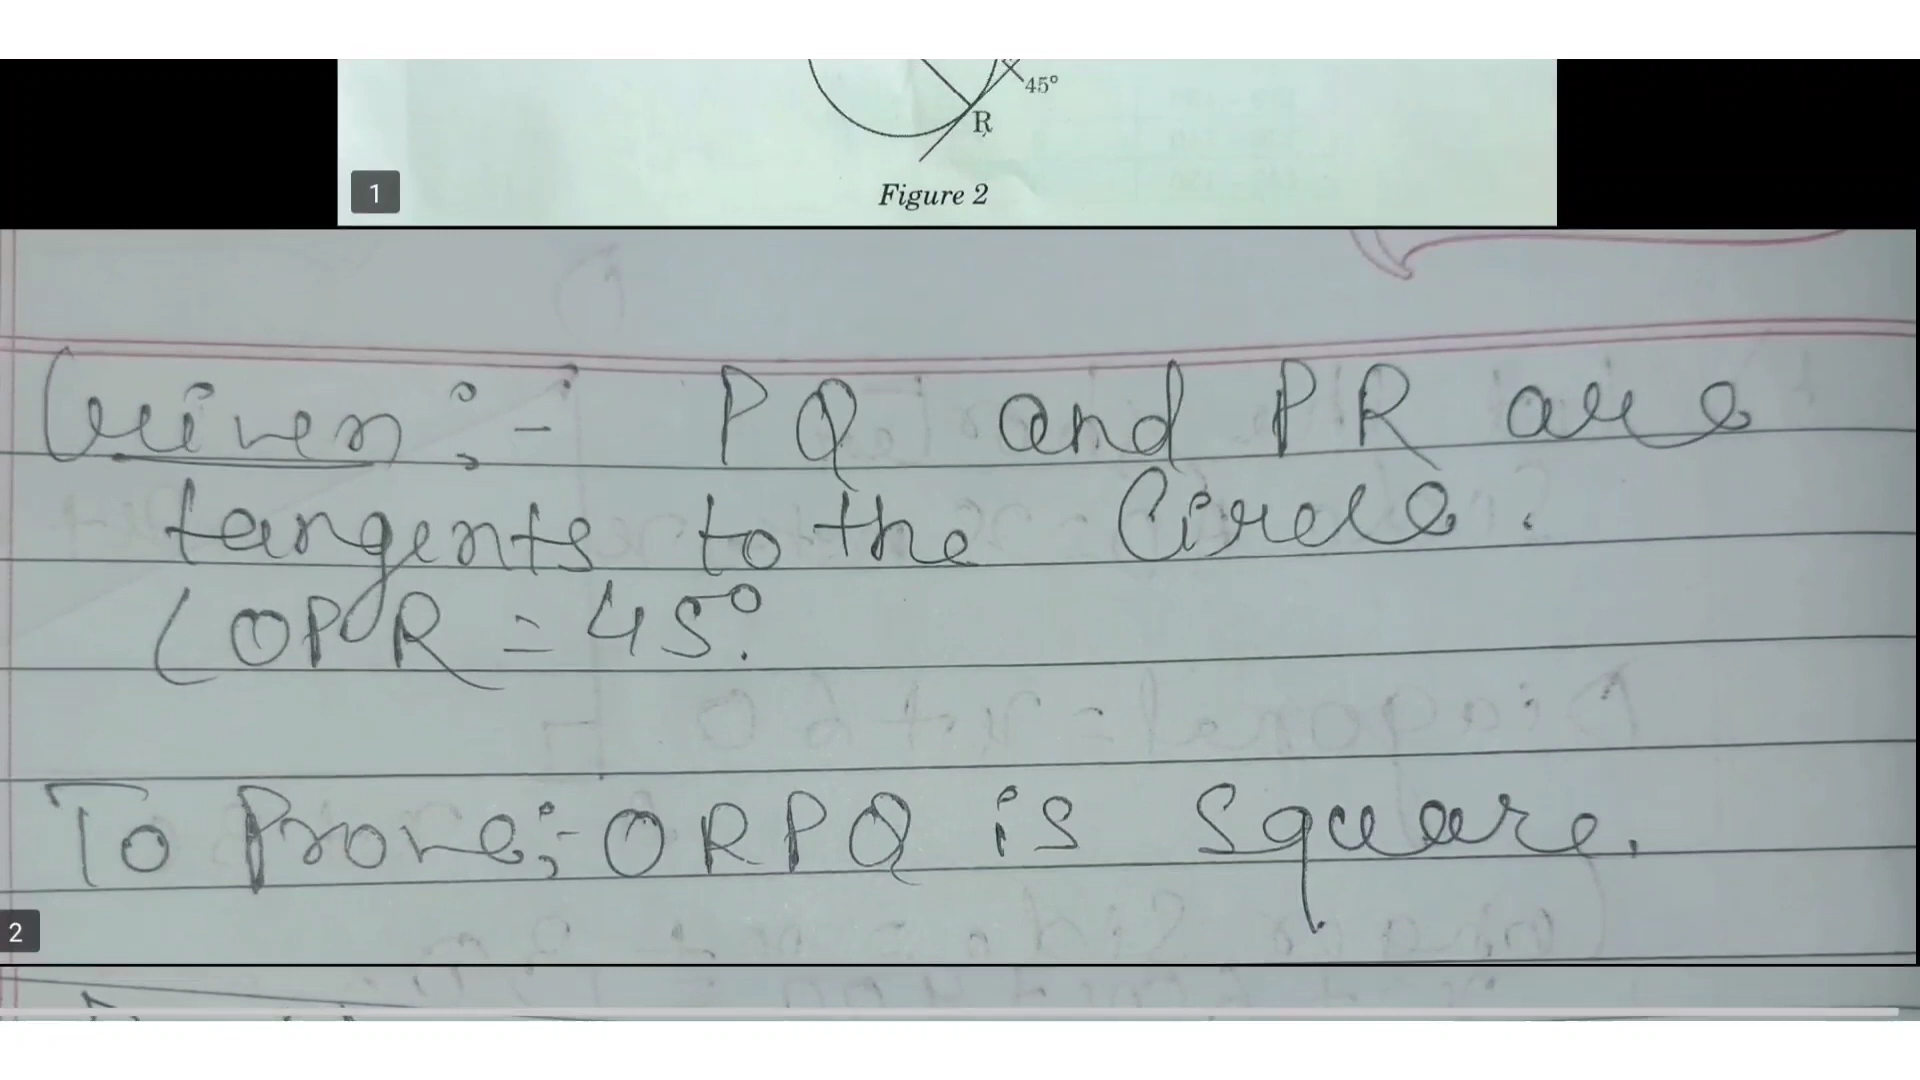 45°
R
1
Figure 2
Given :- PQ and PR are
tangents to the Circle.
∠OPR = 45°.
To Prove :- ORPQ is Square.
2